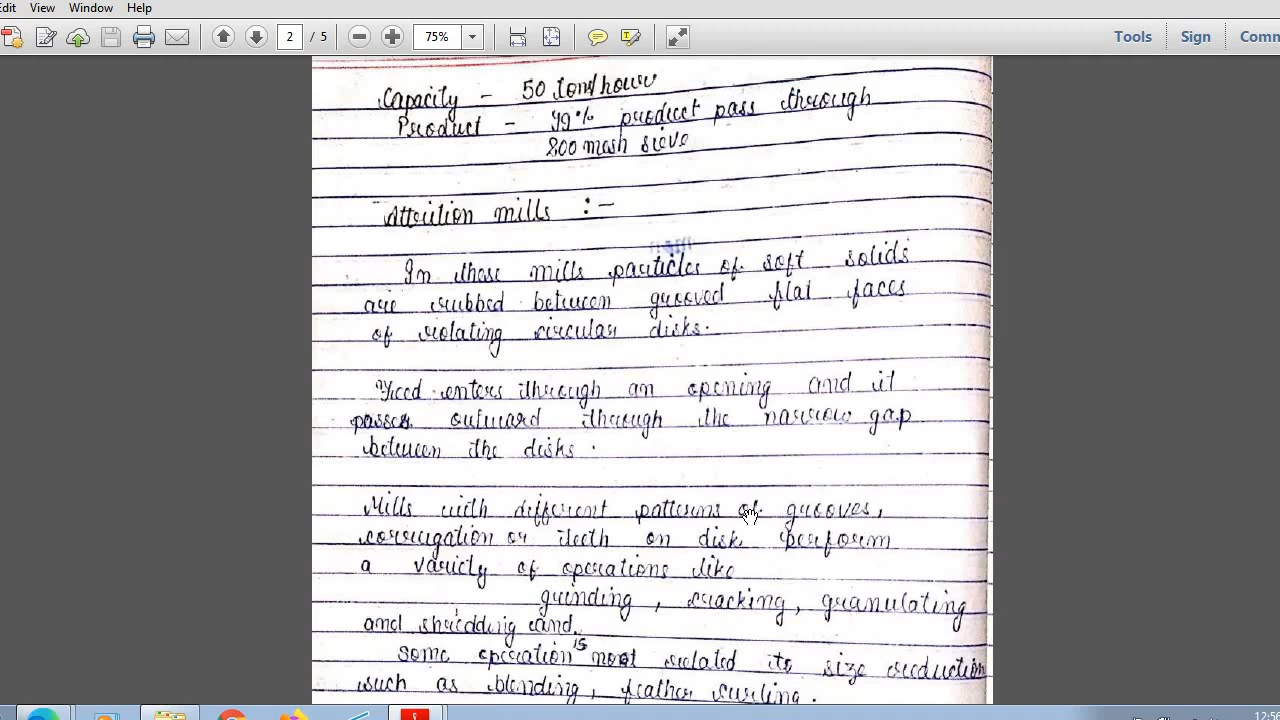 Edit View Window Help
2 / 5 75% Tools Sign Comm
Capacity - 50 tons/hour
Product - 99% product pass through
200 mesh sieve
Attrition mills :-
In these mills particles of soft solids
are rubbed between grooved flat faces
of rotating circular disks.
Feed enters through an opening and it
passes outward through the narrow gap
between the disks.
Mills with different patterns of grooves,
corrugation or teeth on disk perform
a variety of operations like
grinding, cracking, granulating
and shredding and
some operation is not related to size reduction
such as blending, feather curling.
12:56